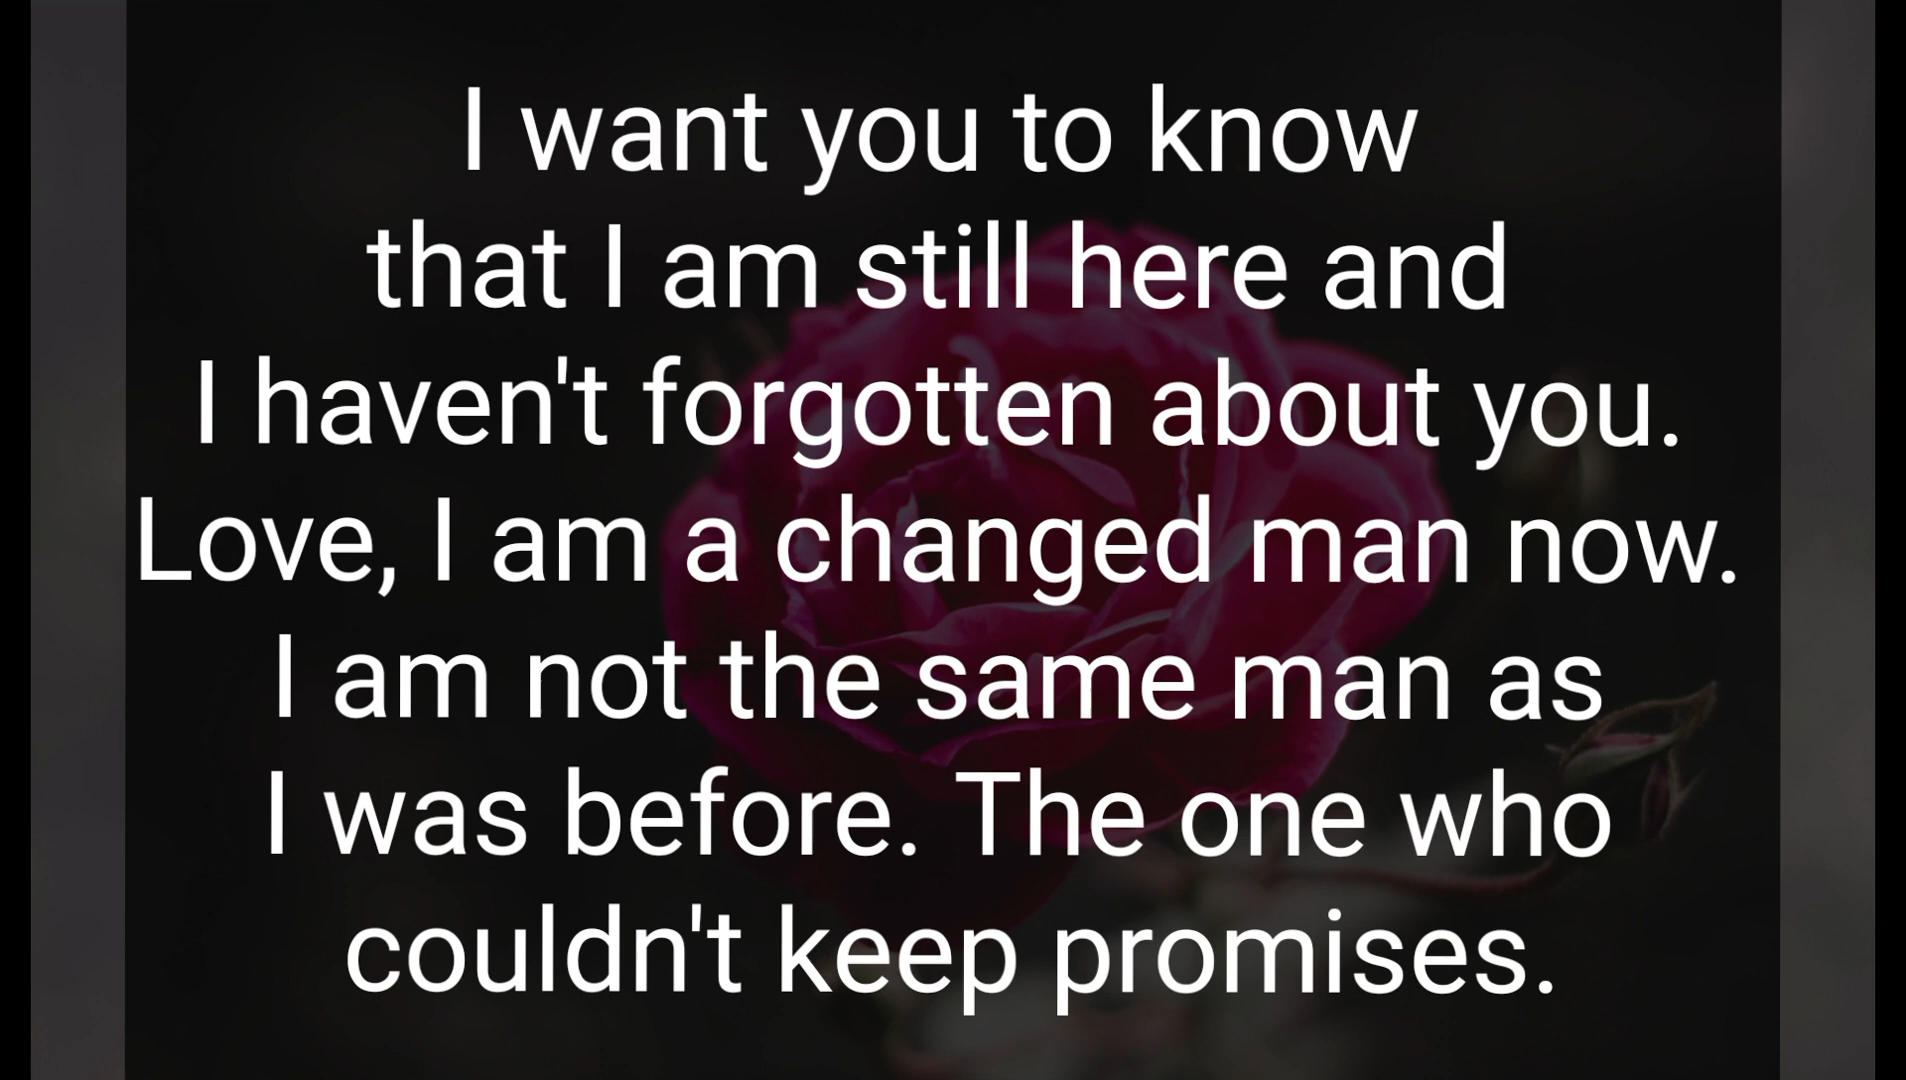 I want you to know
that I am still here and
I haven't forgotten about you.
Love, I am a changed man now.
I am not the same man as
I was before. The one who
couldn't keep promises.